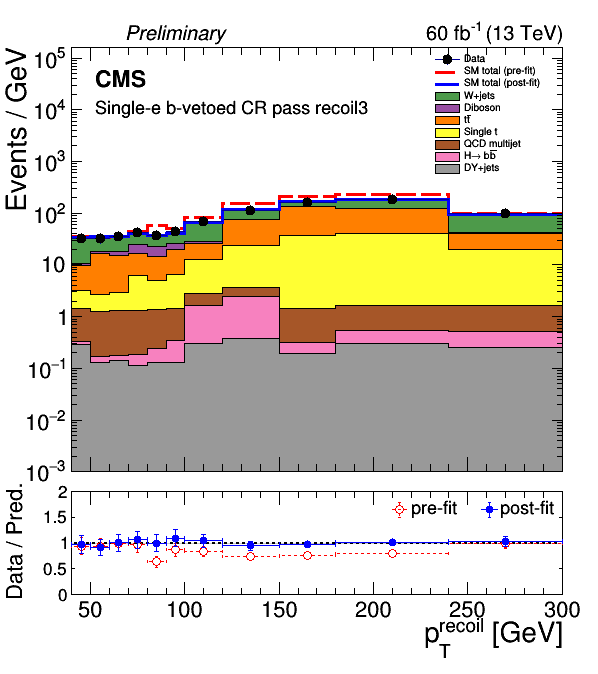 Preliminary 60 fb⁻¹ (13 TeV)
CMS
Single-e b-vetoed CR pass recoil3
Data
SM total (pre-fit)
SM total (post-fit)
W+jets
Diboson
tt̅
Single t
QCD multijet
H→ bb̅
DY+jets
Events / GeV
10⁵
10⁴
10³
10²
10
1
10⁻¹
10⁻²
10⁻³
pre-fit post-fit
Data / Pred.
2
1.5
1
0.5
0
50 100 150 200 250 300
p_T^recoil [GeV]